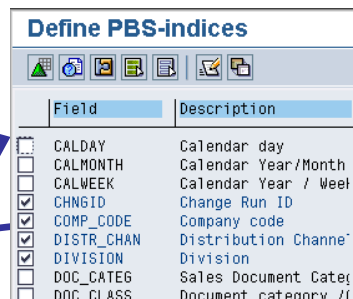 Define PBS-indices
Field Description
CALDAY Calendar day
CALMONTH Calendar Year/Month
CALWEEK Calendar Year / Week
CHNGID Change Run ID
COMP_CODE Company code
DISTR_CHAN Distribution Channel
DIVISION Division
DOC_CATEG Sales Document Categ
DOC_CLASS Document category /(